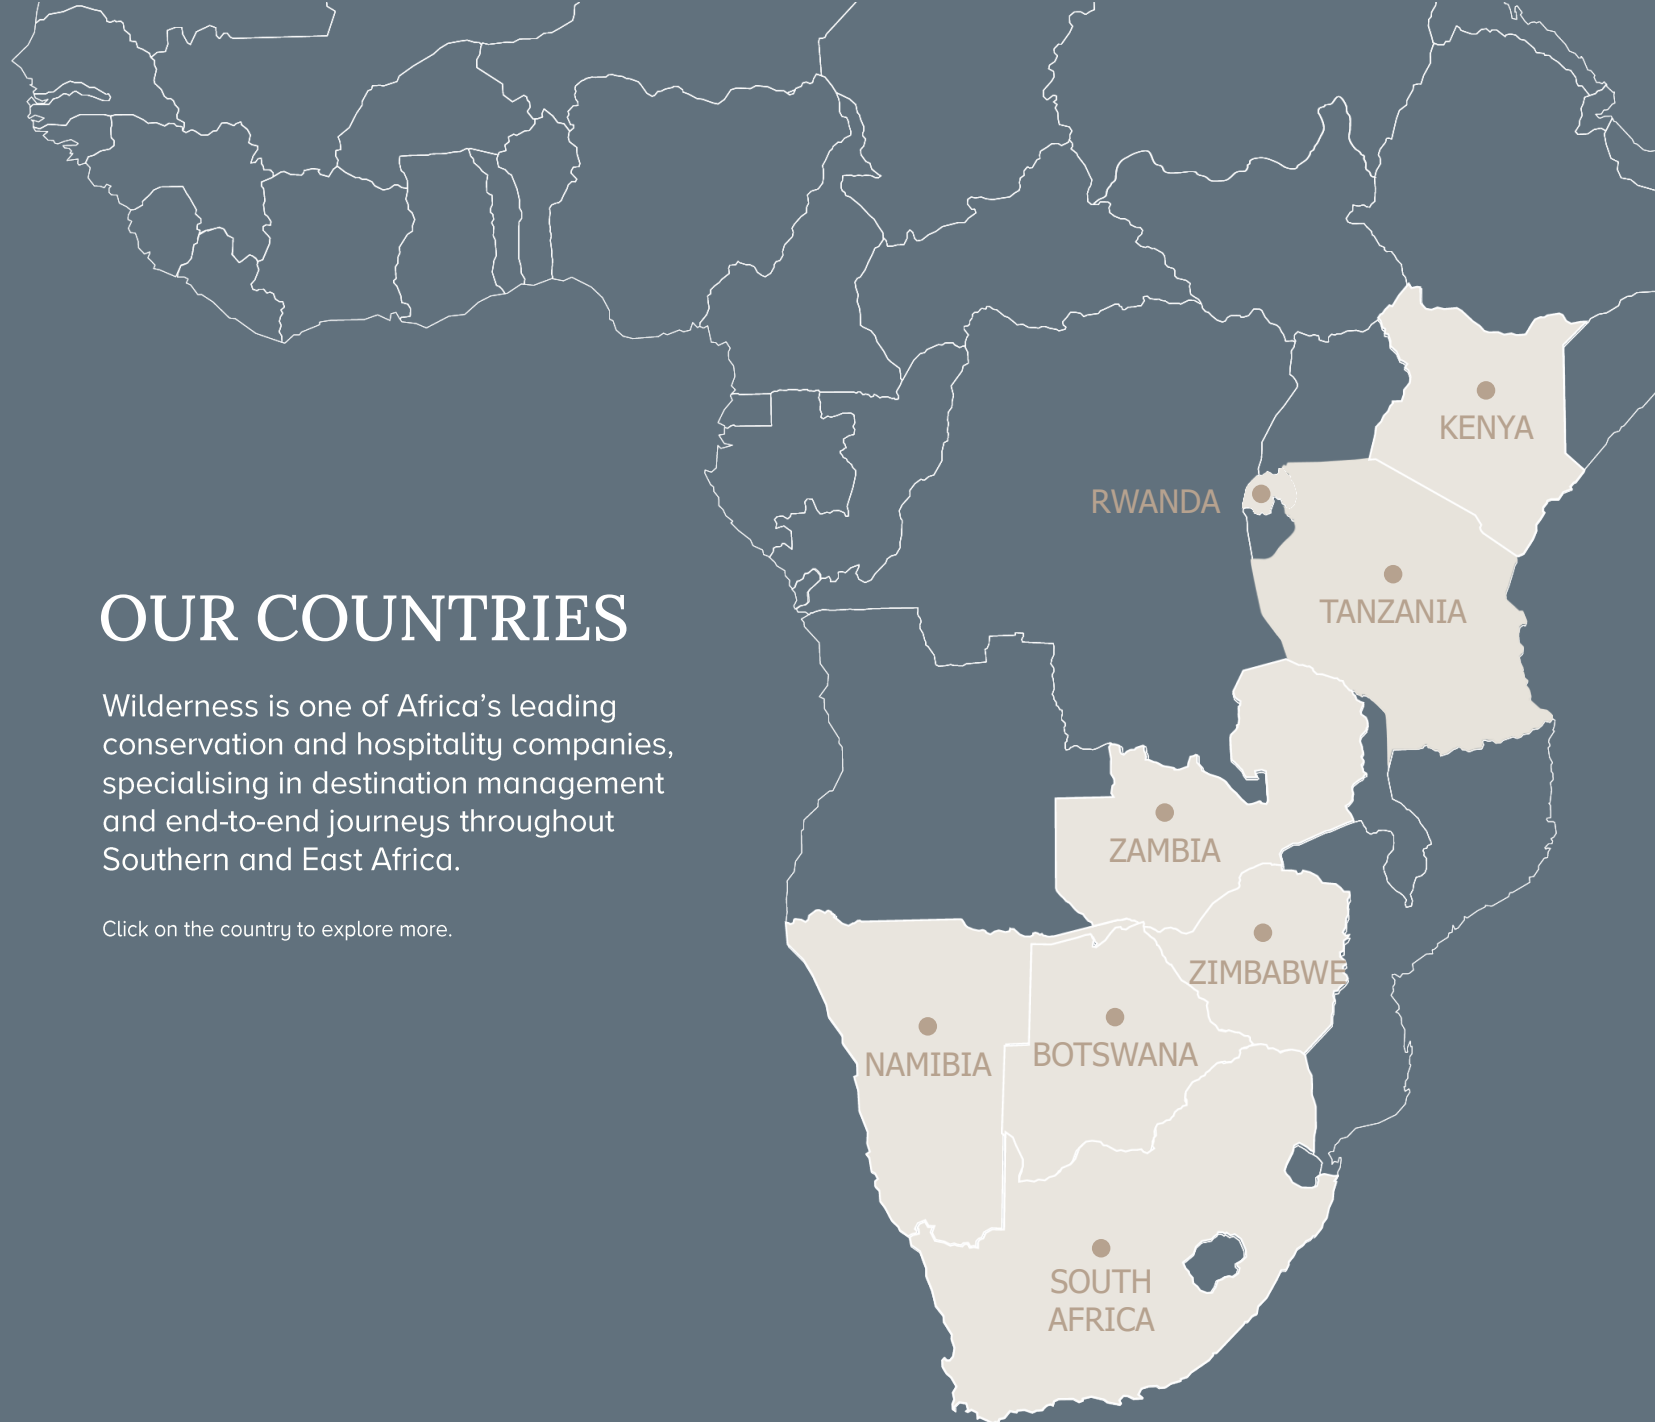 KENYA
RWANDA
TANZANIA
OUR COUNTRIES
Wilderness is one of Africa’s leading
conservation and hospitality companies,
specialising in destination management
and end-to-end journeys throughout
Southern and East Africa.
Click on the country to explore more.
ZAMBIA
ZIMBABWE
BOTSWANA
NAMIBIA
SOUTH
AFRICA